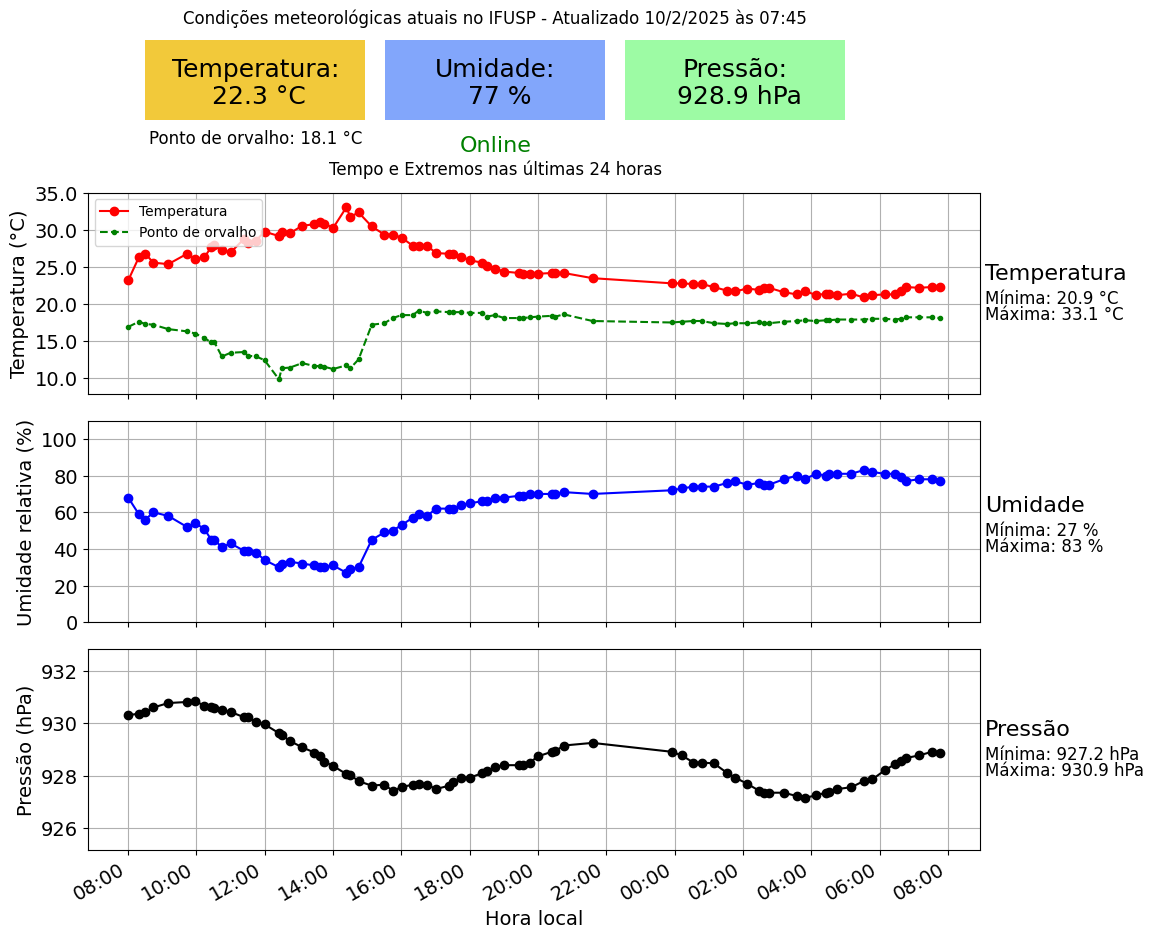 Condições meteorológicas atuais no IFUSP - Atualizado 10/2/2025 às 07:45
Temperatura:
22.3 °C
Umidade:
77 %
Pressão:
928.9 hPa
Ponto de orvalho: 18.1 °C
Online
Tempo e Extremos nas últimas 24 horas
Temperatura (°C)
35.0
30.0
25.0
20.0
15.0
10.0
Temperatura
Ponto de orvalho
Temperatura
Mínima: 20.9 °C
Máxima: 33.1 °C
Umidade relativa (%)
100
80
60
40
20
0
Umidade
Mínima: 27 %
Máxima: 83 %
Pressão (hPa)
932
930
928
926
Pressão
Mínima: 927.2 hPa
Máxima: 930.9 hPa
08:00 10:00 12:00 14:00 16:00 18:00 20:00 22:00 00:00 02:00 04:00 06:00 08:00
Hora local